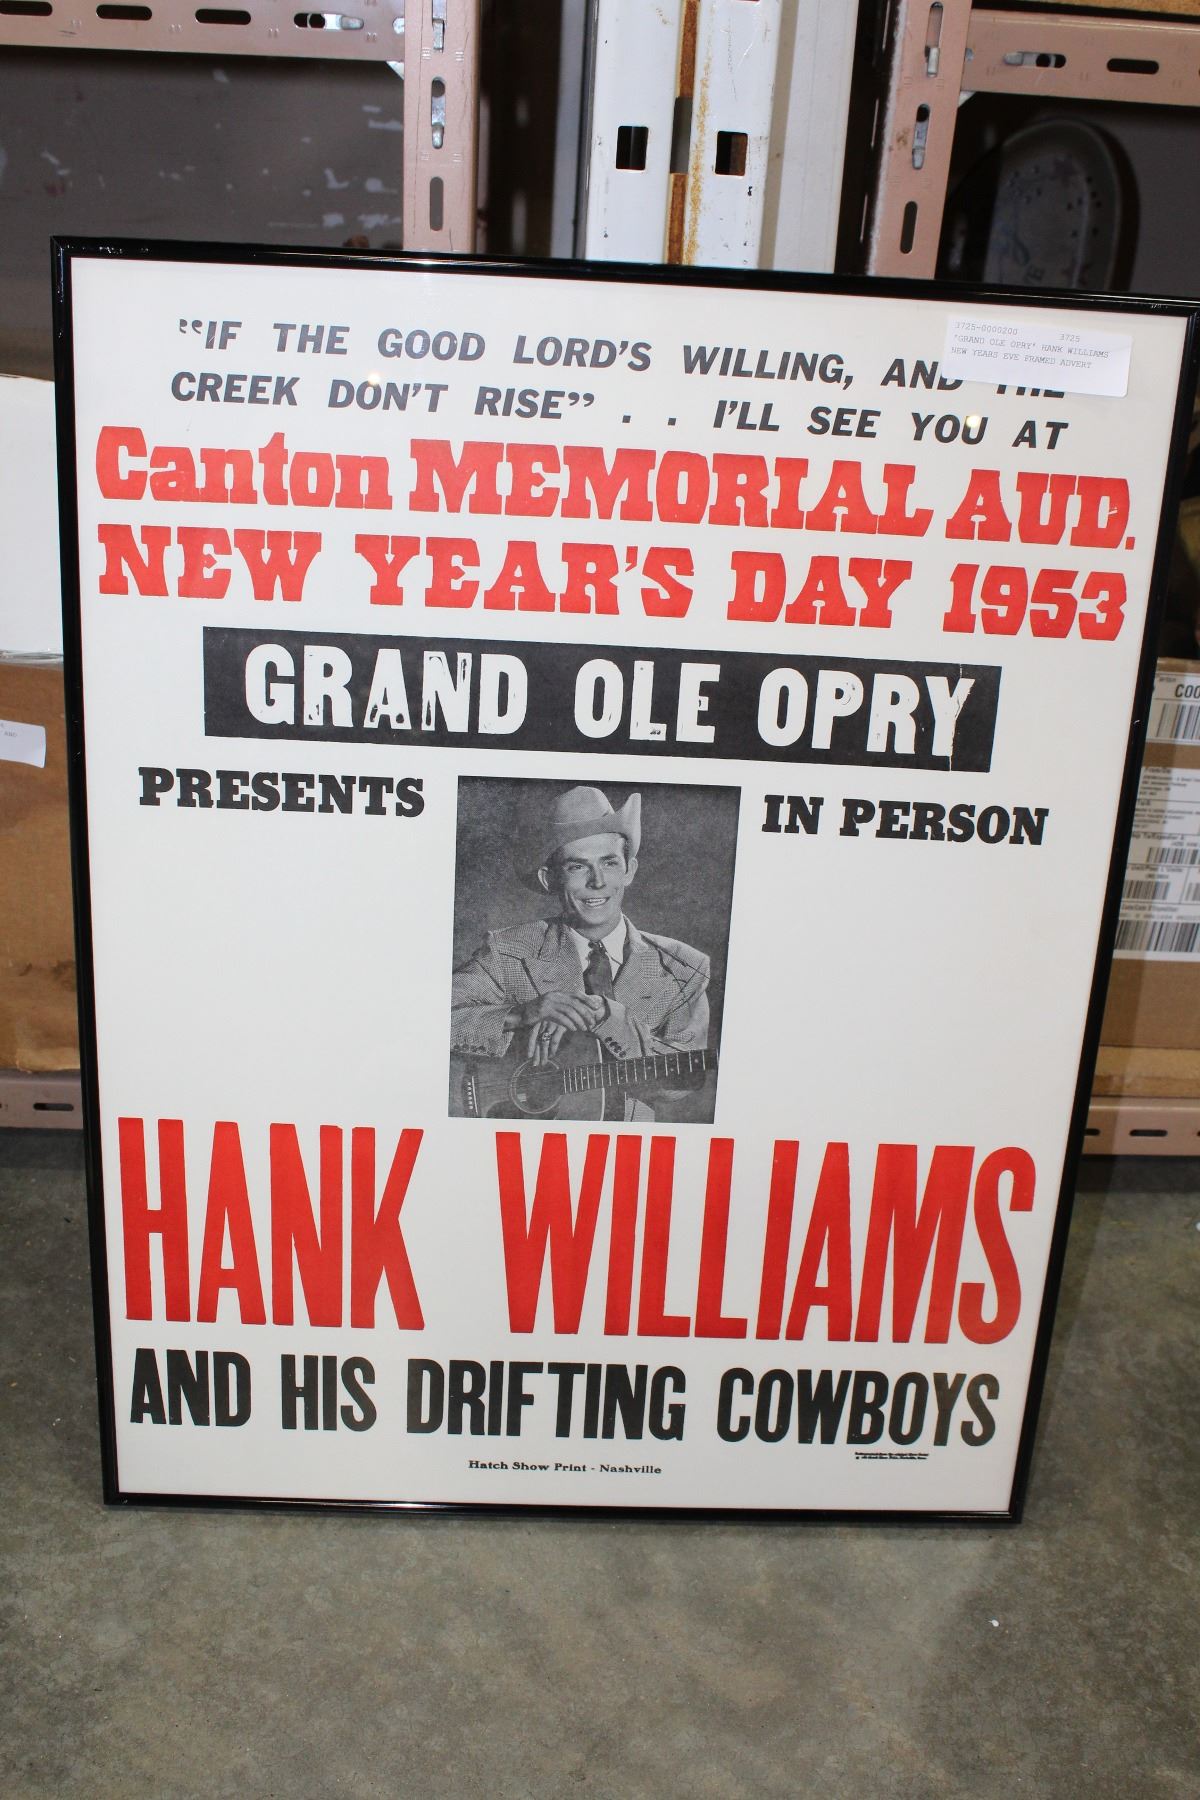 “IF THE GOOD LORD'S WILLING, AND THE
CREEK DON'T RISE” . . I'LL SEE YOU AT
Canton MEMORIAL AUD.
NEW YEAR'S DAY 1953
GRAND OLE OPRY
PRESENTS
IN PERSON
HANK WILLIAMS
AND HIS DRIFTING COWBOYS
Hatch Show Print - Nashville
3725-0000200 3725
"GRAND OLE OPRY" HANK WILLIAMS
NEW YEARS EVE FRAMED ADVERT
AND